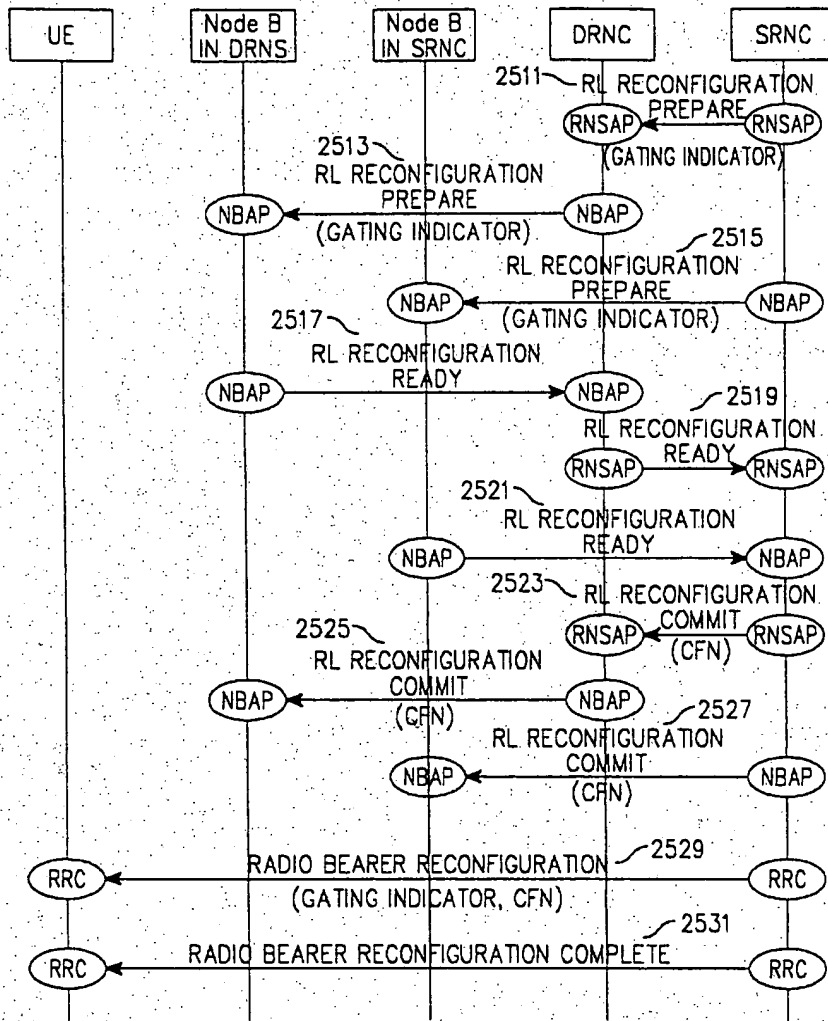 UE
Node B
IN DRNS
Node B
IN SRNC
DRNC
SRNC
2511
RL RECONFIGURATION
PREPARE
RNSAP
RNSAP
(GATING INDICATOR)
2513
RL RECONFIGURATION
PREPARE
NBAP
NBAP
(GATING INDICATOR)
2515
RL RECONFIGURATION
PREPARE
NBAP
NBAP
(GATING INDICATOR)
2517
RL RECONFIGURATION
READY
NBAP
NBAP
2519
RL RECONFIGURATION
READY
RNSAP
RNSAP
2521
RL RECONFIGURATION
READY
NBAP
NBAP
2523
RL RECONFIGURATION
COMMIT
RNSAP
RNSAP
(CFN)
2525
RL RECONFIGURATION
COMMIT
NBAP
NBAP
(CFN)
2527
RL RECONFIGURATION
COMMIT
NBAP
NBAP
(CFN)
2529
RADIO BEARER RECONFIGURATION
RRC
RRC
(GATING INDICATOR, CFN)
2531
RADIO BEARER RECONFIGURATION COMPLETE
RRC
RRC